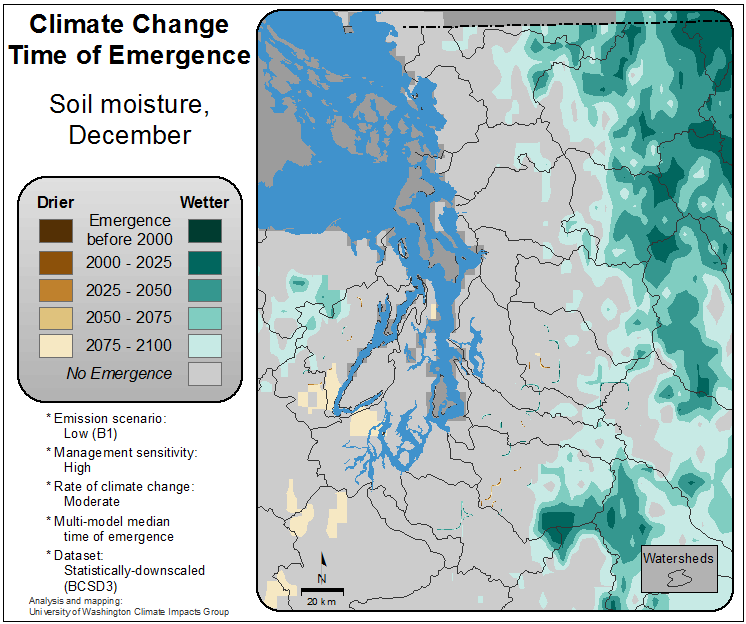 Climate Change
Time of Emergence
Soil moisture,
December
Drier
Wetter
Emergence
before 2000
2000 - 2025
2025 - 2050
2050 - 2075
2075 - 2100
No Emergence
* Emission scenario:
Low (B1)
* Management sensitivity:
High
* Rate of climate change:
Moderate
* Multi-model median
time of emergence
* Dataset:
Statistically-downscaled
(BCSD3)
Analysis and mapping:
University of Washington Climate Impacts Group
N
20 km
Watersheds